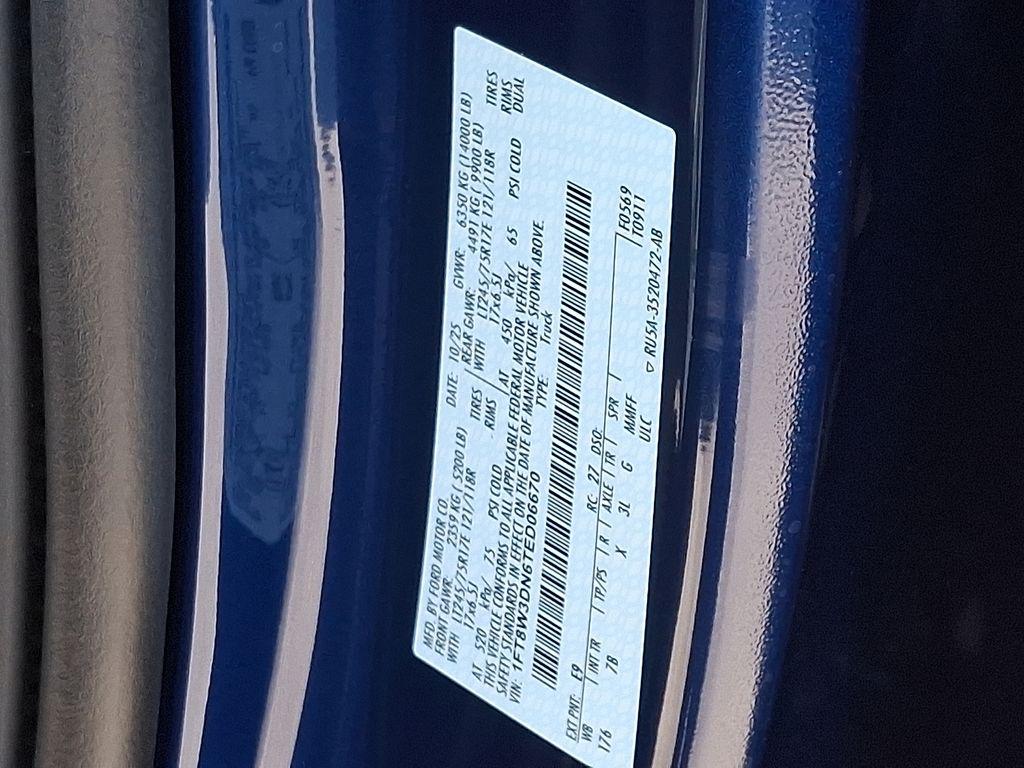 MFD. BY FORD MOTOR CO.
DATE: 10/25 GVWR: 6350 KG (14000 LB)
FRONT GAWR: 2359 KG ( 5200 LB) REAR GAWR: 4491 KG ( 9900 LB)
WITH LT245/75R17E 121/118R TIRES WITH LT245/75R17E 121/118R TIRES
17x6.5J RIMS 17x6.5J RIMS
AT 520 kPa/ 75 PSI COLD AT 450 kPa/ 65 PSI COLD DUAL
THIS VEHICLE CONFORMS TO ALL APPLICABLE FEDERAL MOTOR VEHICLE
SAFETY STANDARDS IN EFFECT ON THE DATE OF MANUFACTURE SHOWN ABOVE.
VIN: 1FT8W3DN6TED06670 TYPE: Truck
EXT PNT: E9 RC: 27 DSO: F0569
WB INT TR TP/PS R AXLE TR SPR T0911
176 7B X 3L G MMFF
ULC
▽ RU5A-3520472-AB